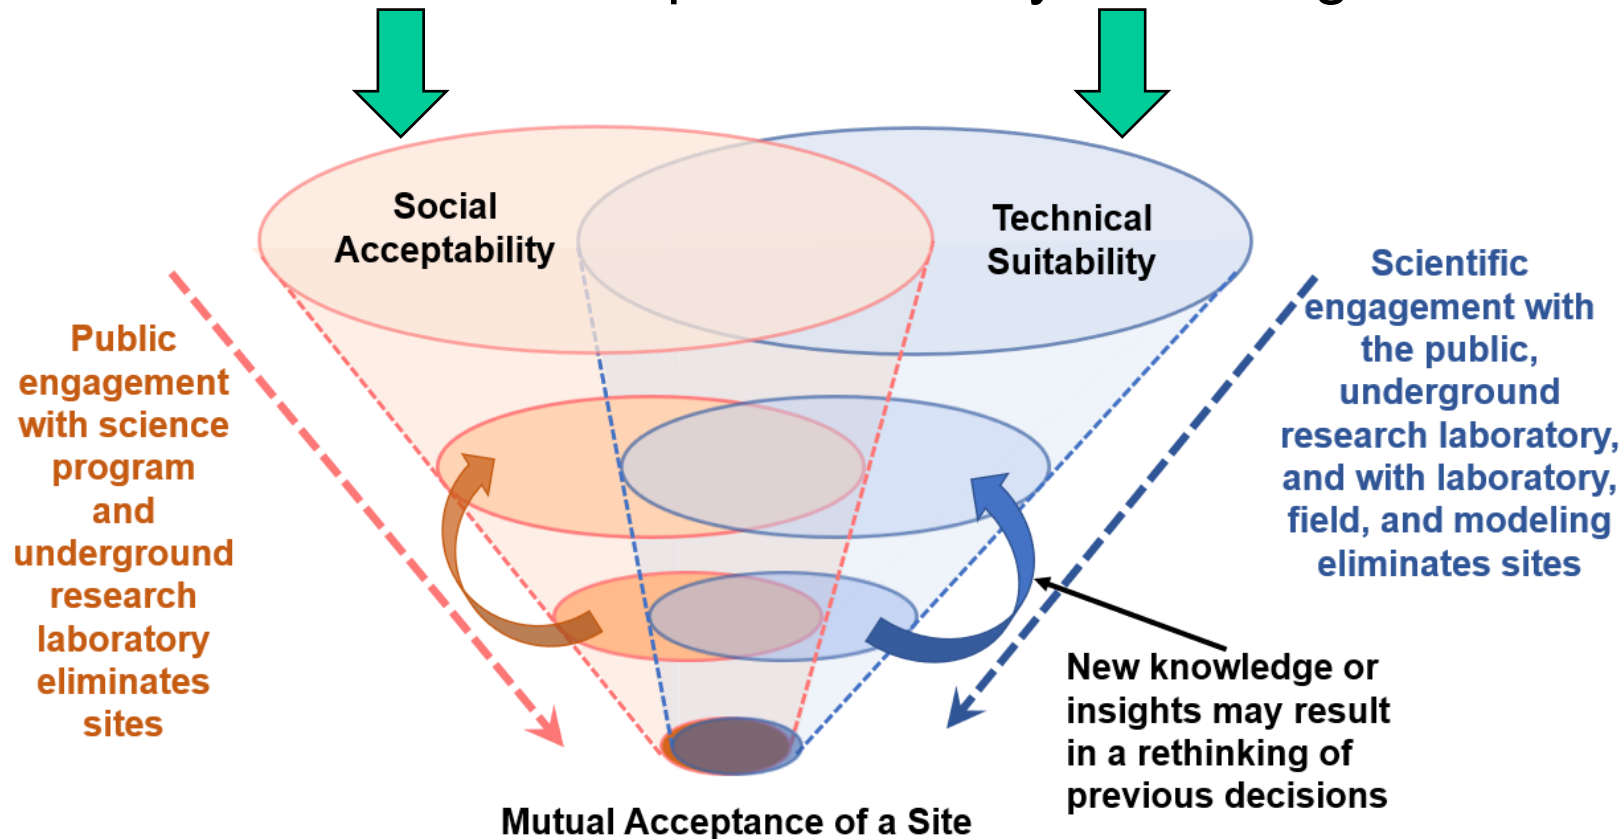 Social
Acceptability
Technical
Suitability
Public
engagement
with science
program
and
underground
research
laboratory
eliminates
sites
Scientific
engagement with
the public,
underground
research laboratory,
and with laboratory,
field, and modeling
eliminates sites
New knowledge or
insights may result
in a rethinking of
previous decisions
Mutual Acceptance of a Site